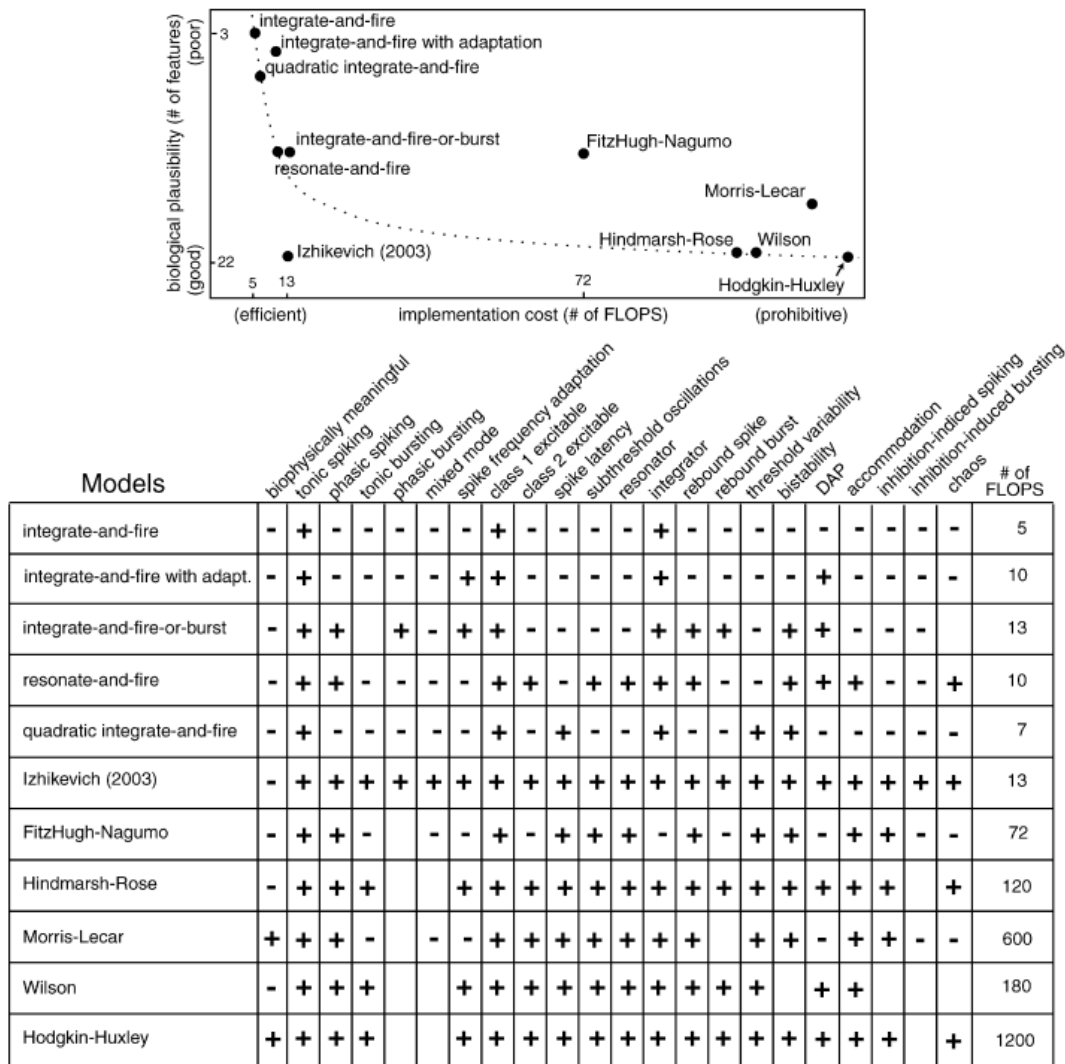 integrate-and-fire
integrate-and-fire with adaptation
quadratic integrate-and-fire
integrate-and-fire-or-burst
resonate-and-fire
FitzHugh-Nagumo
Morris-Lecar
Hindmarsh-Rose
Wilson
Izhikevich (2003)
Hodgkin-Huxley
biological plausibility (# of features)
(good) (poor)
3
22
5 13 72
(efficient) implementation cost (# of FLOPS) (prohibitive)
Models
biophysically meaningful
tonic spiking
phasic spiking
tonic bursting
phasic bursting
mixed mode
spike frequency adaptation
class 1 excitable
class 2 excitable
spike latency
subthreshold oscillations
resonator
integrator
rebound spike
rebound burst
threshold variability
bistability
DAP
accommodation
inhibition-indiced spiking
inhibition-induced bursting
chaos
# of
FLOPS
integrate-and-fire - + - - - - - + - - - - + - - - - - - - - - 5
integrate-and-fire with adapt. - + - - - - + + - - - - + - - - - + - - - - 10
integrate-and-fire-or-burst - + + + - + + - - - - + + + - + + - - - 13
resonate-and-fire - + + - - - - + + - + + + + - - + + + - - + 10
quadratic integrate-and-fire - + - - - - - + - + - - + - - + + - - - - - 7
Izhikevich (2003) - + + + + + + + + + + + + + + + + + + + + + 13
FitzHugh-Nagumo - + + - - - + - + + + - + - + + - + + - - 72
Hindmarsh-Rose - + + + + + + + + + + + + + + + + + + 120
Morris-Lecar + + + - - - + + + + + + + + + - + + - - 600
Wilson - + + + + + + + + + + + + + + + 180
Hodgkin-Huxley + + + + + + + + + + + + + + + + + + + 1200